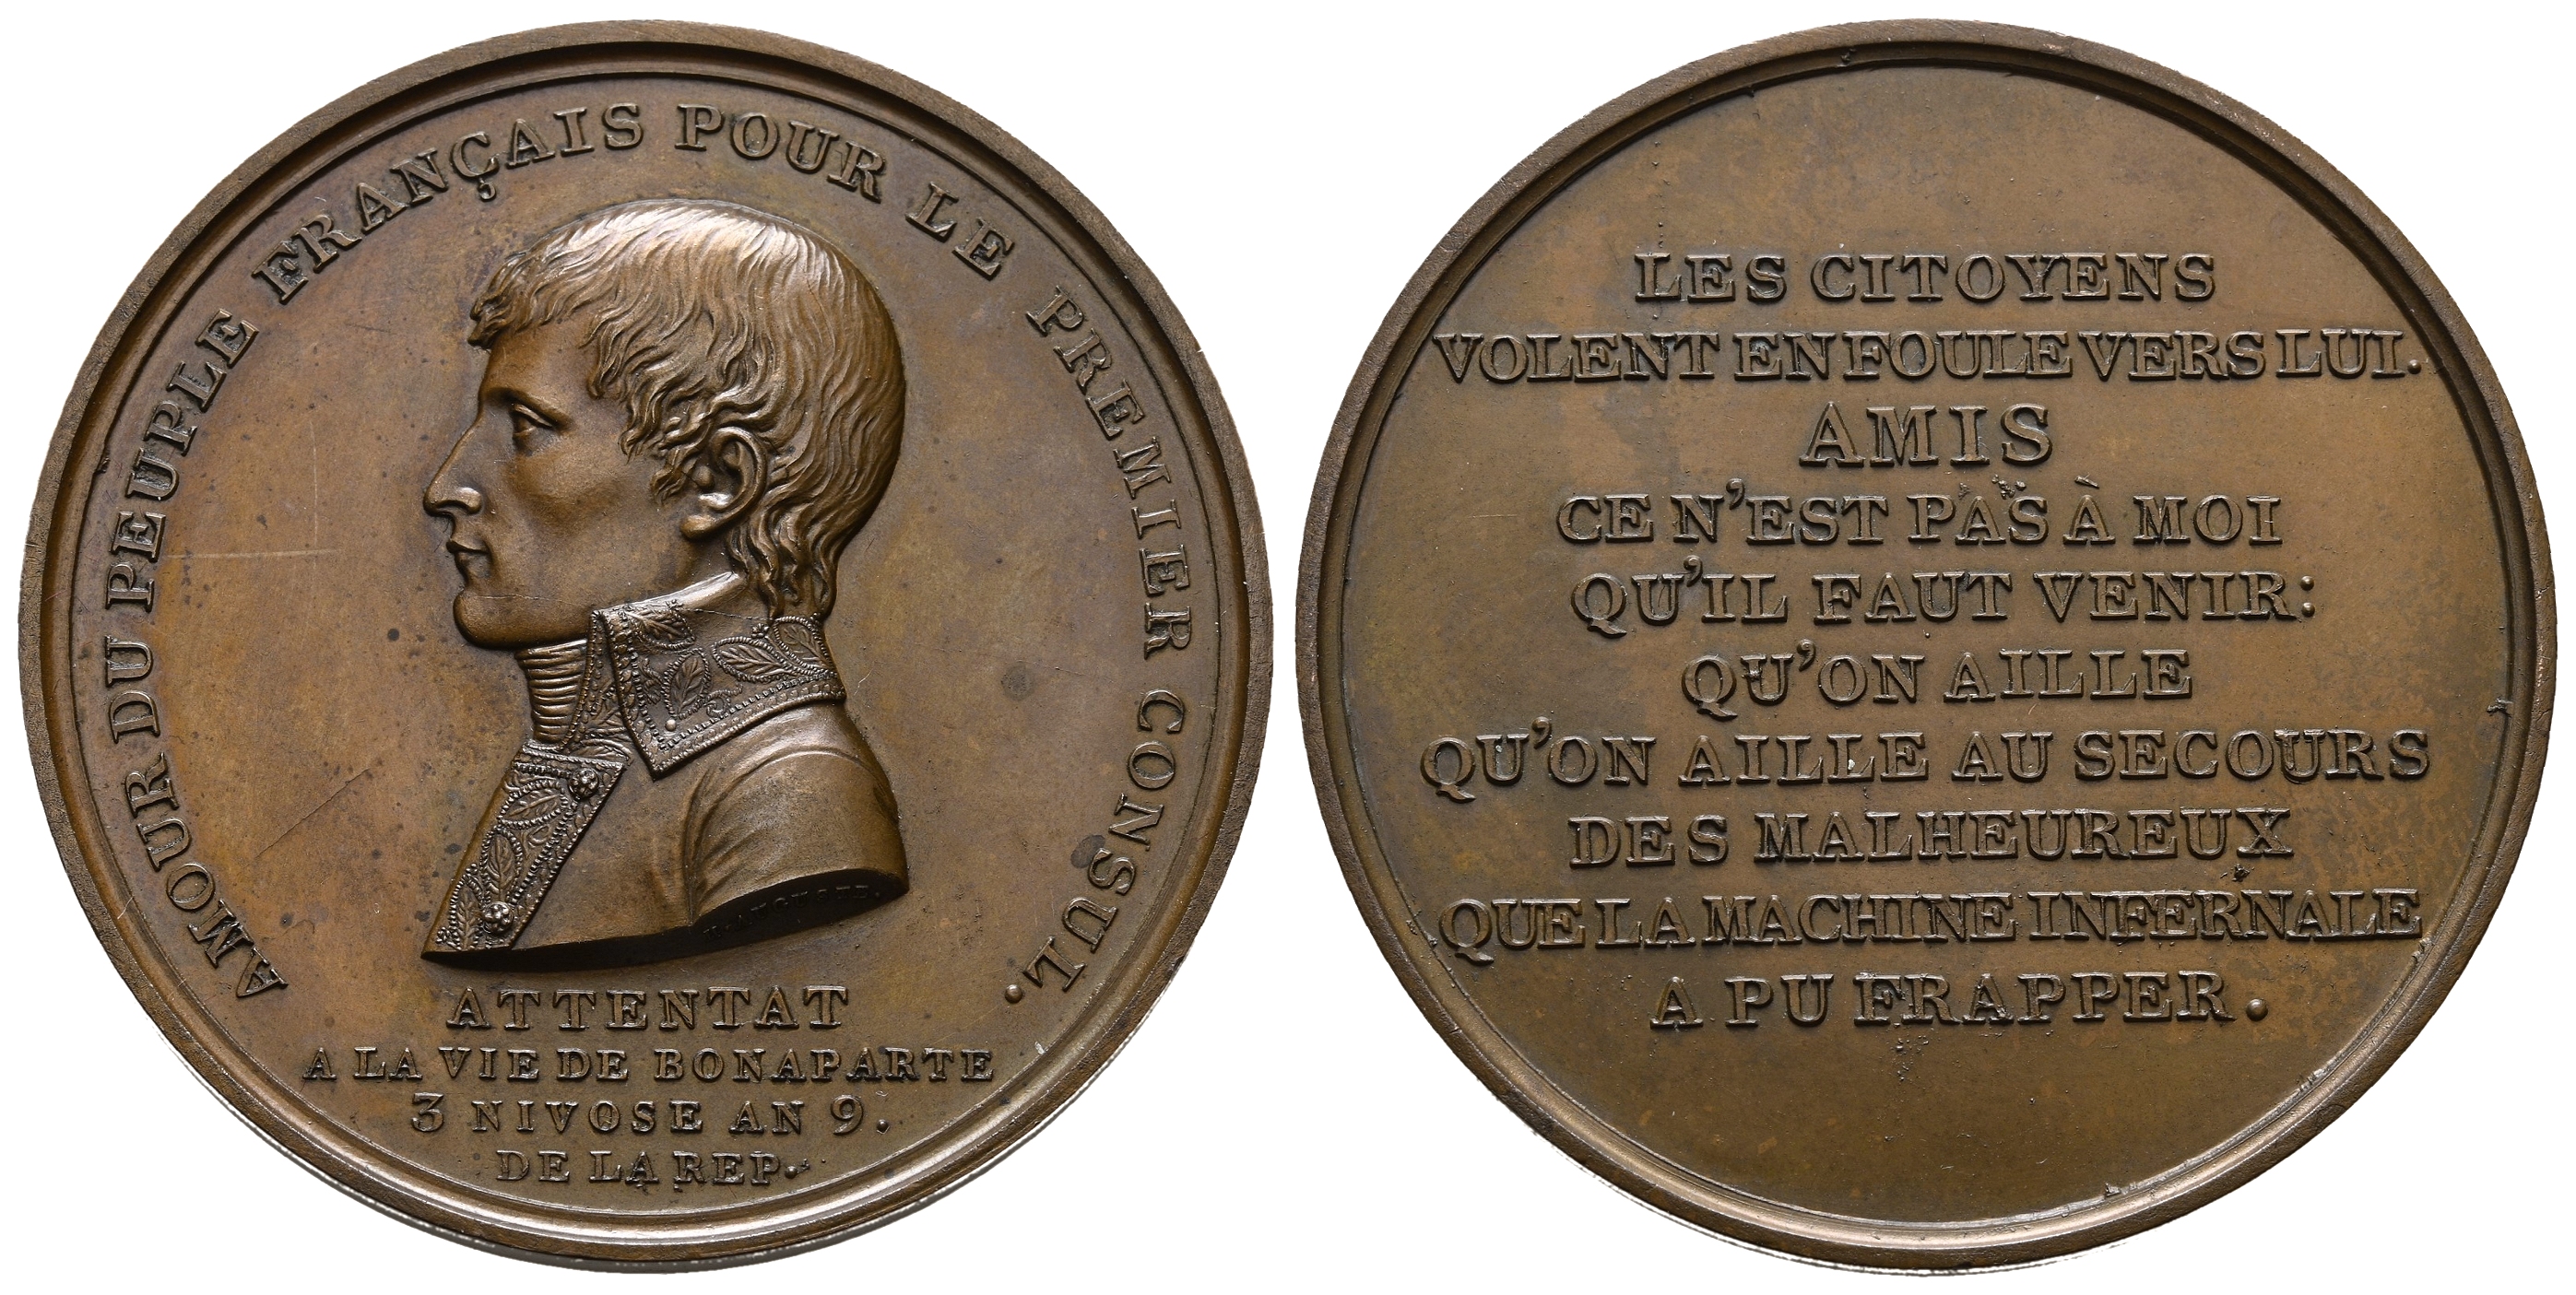 AMOUR DU PEUPLE FRANÇAIS POUR LE PREMIER CONSUL.
H. AUGUSTE.
ATTENTAT
A LA VIE DE BONAPARTE
3 NIVOSE AN 9.
DE LA REP.
LES CITOYENS
VOLENT EN FOULE VERS LUI.
AMIS
CE N'EST PAS À MOI
QU'IL FAUT VENIR:
QU'ON AILLE
QU'ON AILLE AU SECOURS
DES MALHEUREUX
QUE LA MACHINE INFERNALE
A PU FRAPPER.